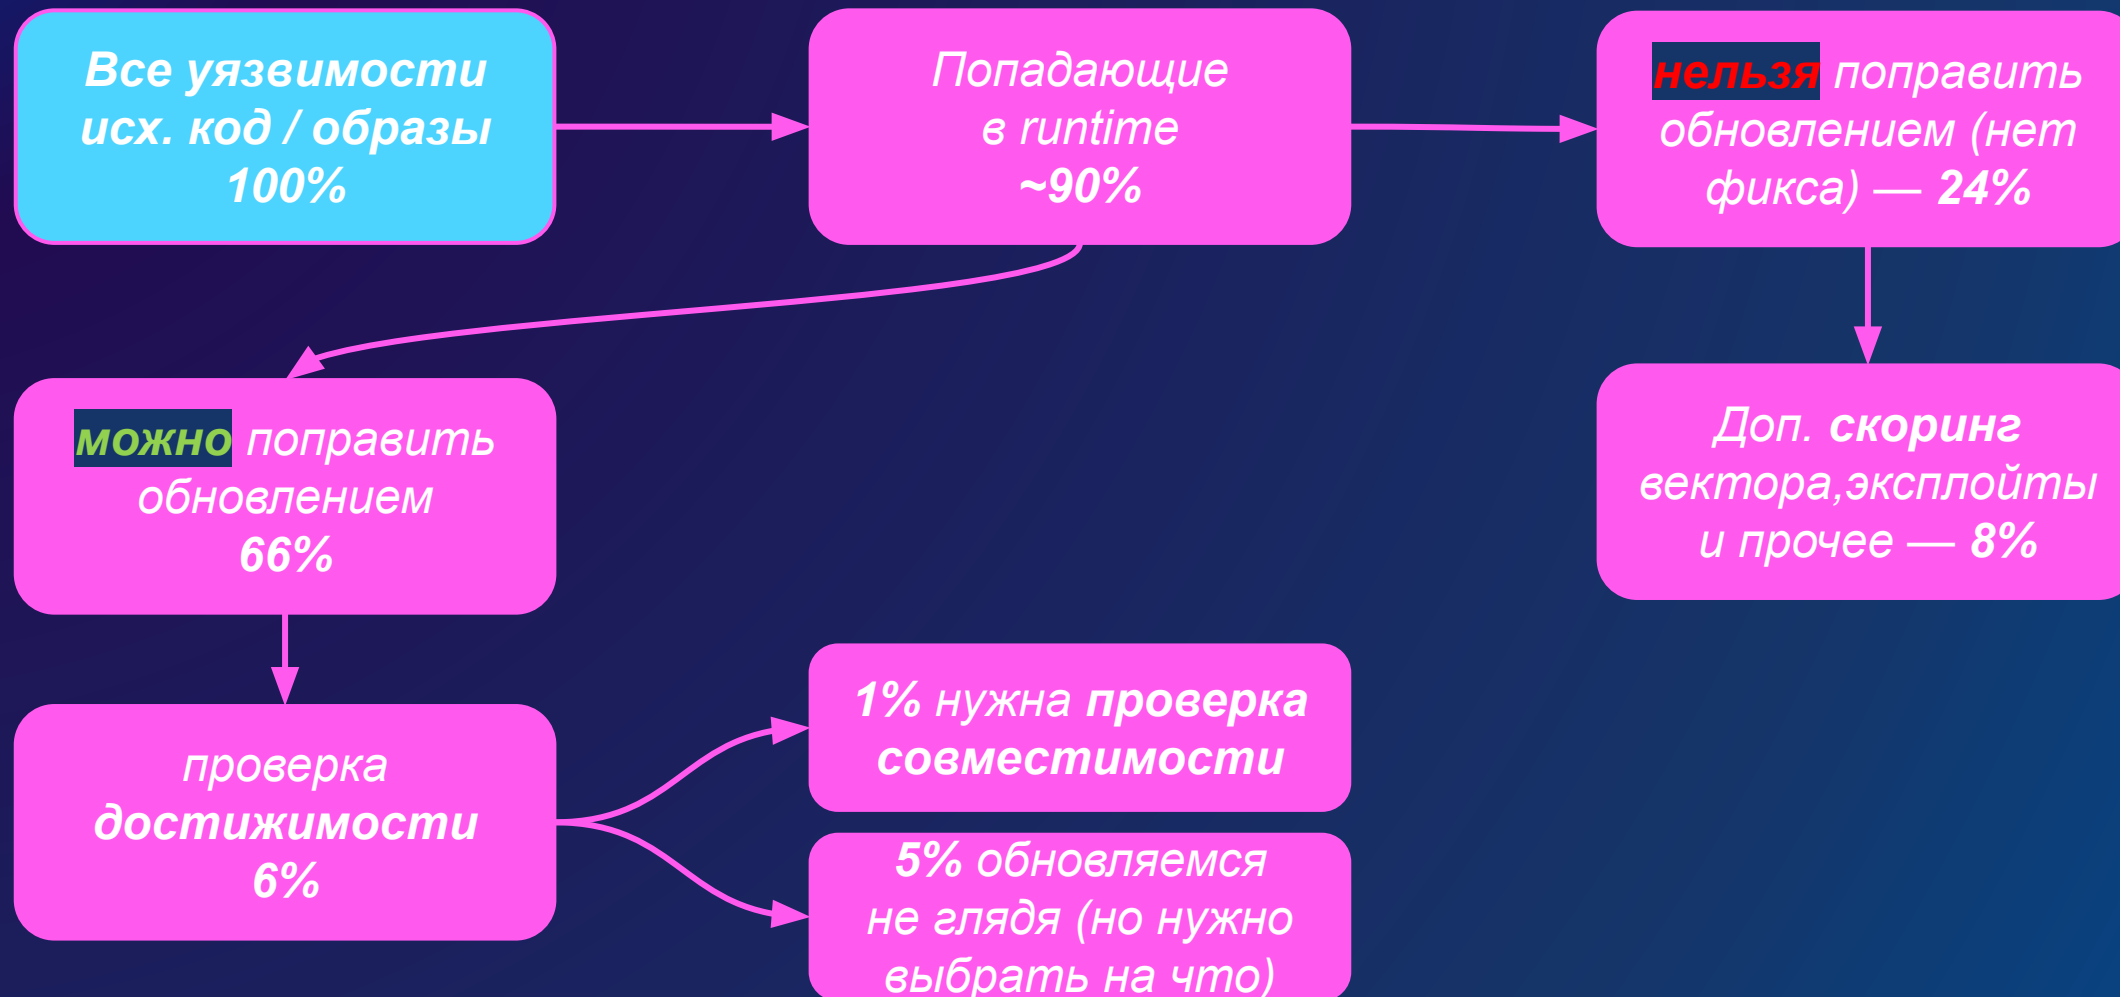 Все уязвимости
исх. код / образы
100%
Попадающие
в runtime
~90%
нельзя поправить
обновлением (нет
фикса) — 24%
можно поправить
обновлением
66%
Доп. скоринг
вектора,эксплойты
и прочее — 8%
проверка
достижимости
6%
1% нужна проверка
совместимости
5% обновляемся
не глядя (но нужно
выбрать на что)